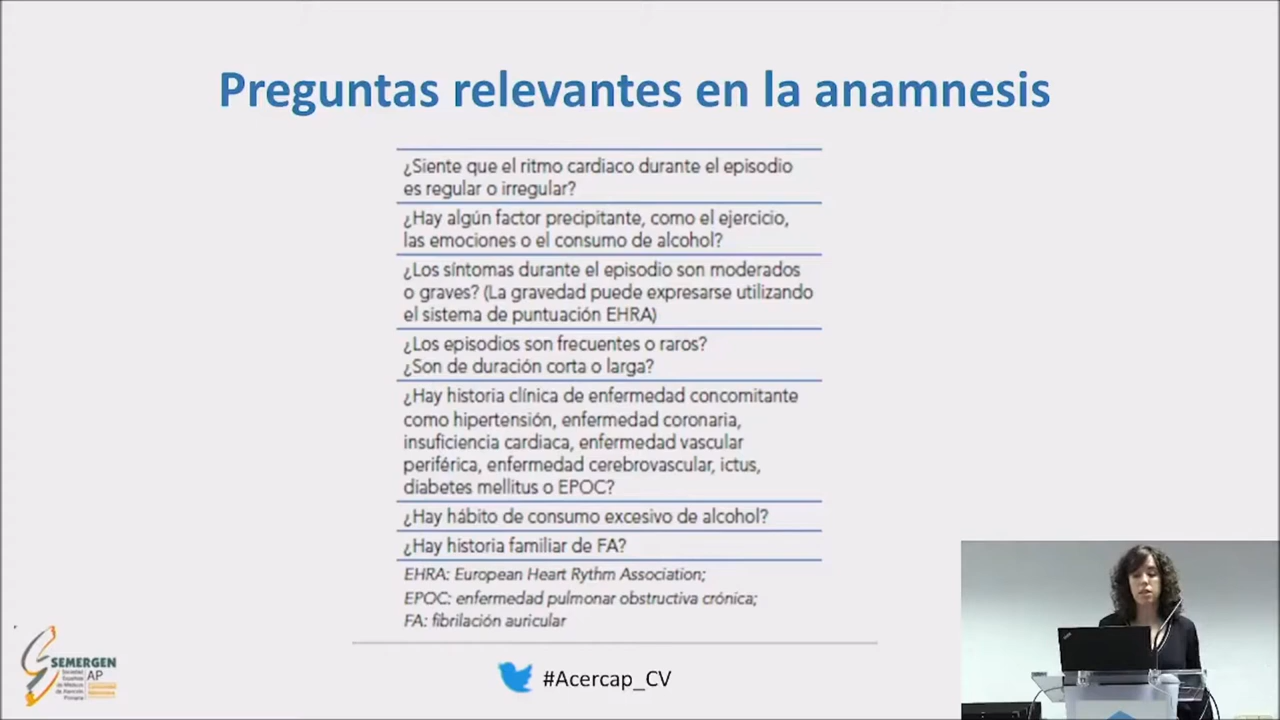 Preguntas relevantes en la anamnesis
¿Siente que el ritmo cardiaco durante el episodio
es regular o irregular?
¿Hay algún factor precipitante, como el ejercicio,
las emociones o el consumo de alcohol?
¿Los síntomas durante el episodio son moderados
o graves? (La gravedad puede expresarse utilizando
el sistema de puntuación EHRA)
¿Los episodios son frecuentes o raros?
¿Son de duración corta o larga?
¿Hay historia clínica de enfermedad concomitante
como hipertensión, enfermedad coronaria,
insuficiencia cardiaca, enfermedad vascular
periférica, enfermedad cerebrovascular, ictus,
diabetes mellitus o EPOC?
¿Hay hábito de consumo excesivo de alcohol?
¿Hay historia familiar de FA?
EHRA: European Heart Rythm Association;
EPOC: enfermedad pulmonar obstructiva crónica;
FA: fibrilación auricular
SEMERGEN
AP
Sociedad
Española
de Médicos
de Atención
Primaria
#Acercap_CV